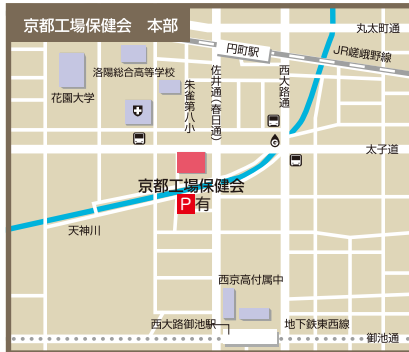 京都工場保健会 本部
丸太町通
円町駅
JR嵯峨野線
洛陽総合高等学校
花園大学
朱雀第八小
佐井通(春日通)
西大路通
太子道
京都工場保健会
P 有
天神川
西京高付属中
西大路御池駅
地下鉄東西線
御池通